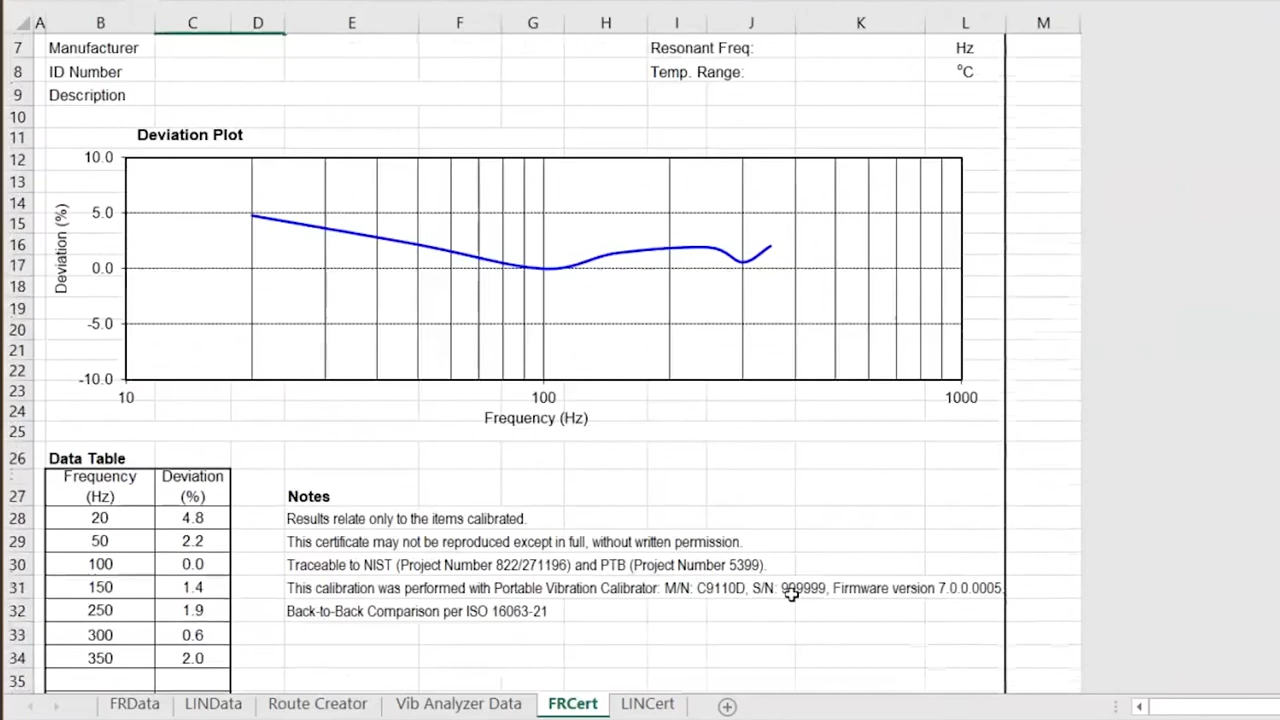 A B C D E F G H I J K L M
7 Manufacturer Resonant Freq: Hz
8 ID Number Temp. Range: °C
9 Description
10
11 Deviation Plot
12 10.0
13
14 5.0
15
16
17 0.0
18
19
20 -5.0
21
22 -10.0
Deviation (%)
23 10 100 1000
24 Frequency (Hz)
25
26 Data Table
Frequency Deviation
27 (Hz) (%) Notes
28 20 4.8 Results relate only to the items calibrated.
29 50 2.2 This certificate may not be reproduced except in full, without written permission.
30 100 0.0 Traceable to NIST (Project Number 822/271196) and PTB (Project Number 5399).
31 150 1.4 This calibration was performed with Portable Vibration Calibrator: M/N: C9110D, S/N: 999999, Firmware version 7.0.0.0005.
32 250 1.9 Back-to-Back Comparison per ISO 16063-21
33 300 0.6
34 350 2.0
35
FRData LINData Route Creator Vib Analyzer Data FRCert LINCert